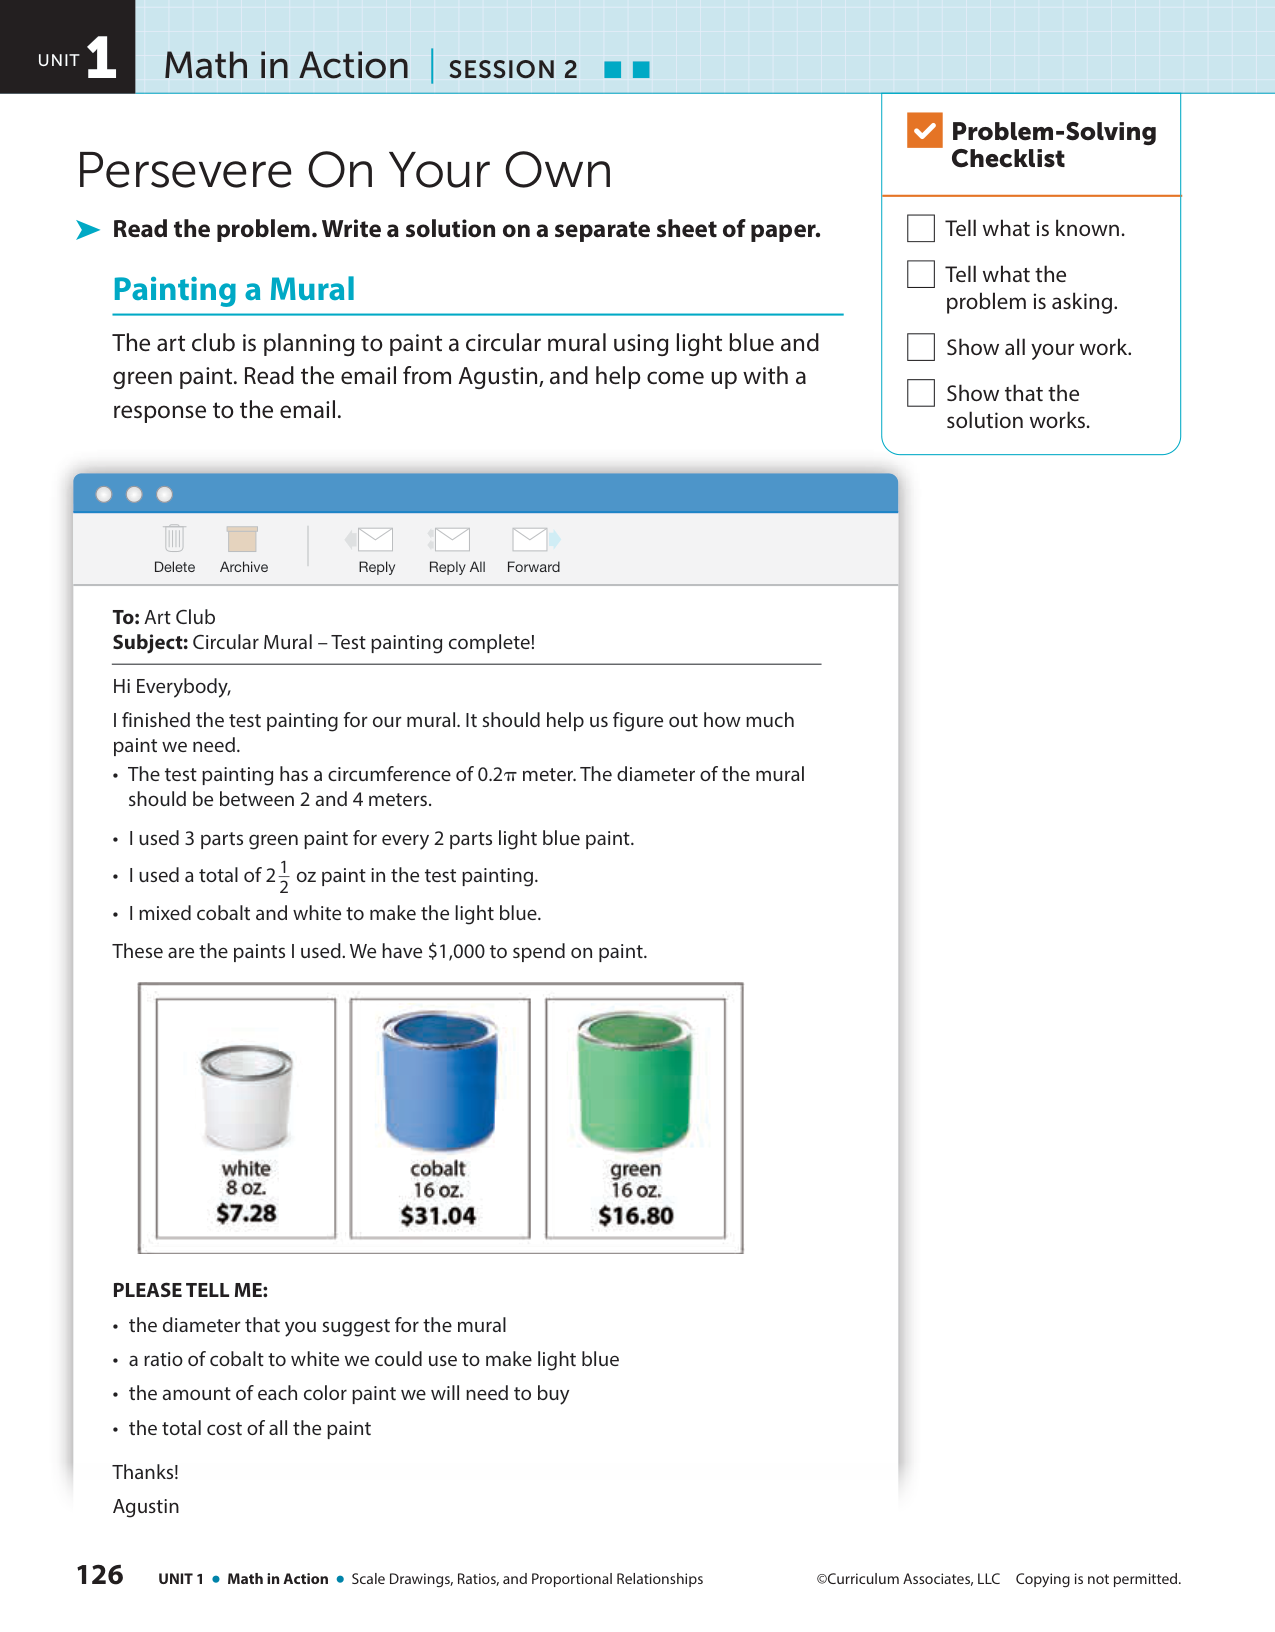 UNIT 1 Math in Action | SESSION 2
Problem-Solving
Checklist
Tell what is known.
Tell what the
problem is asking.
Show all your work.
Show that the
solution works.
Persevere On Your Own
Read the problem. Write a solution on a separate sheet of paper.
Painting a Mural
The art club is planning to paint a circular mural using light blue and
green paint. Read the email from Agustin, and help come up with a
response to the email.
Delete Archive Reply Reply All Forward
To: Art Club
Subject: Circular Mural – Test painting complete!
Hi Everybody,
I finished the test painting for our mural. It should help us figure out how much
paint we need.
• The test painting has a circumference of 0.2π meter. The diameter of the mural
should be between 2 and 4 meters.
• I used 3 parts green paint for every 2 parts light blue paint.
• I used a total of 2 1/2 oz paint in the test painting.
• I mixed cobalt and white to make the light blue.
These are the paints I used. We have $1,000 to spend on paint.
white
8 oz.
$7.28
cobalt
16 oz.
$31.04
green
16 oz.
$16.80
PLEASE TELL ME:
• the diameter that you suggest for the mural
• a ratio of cobalt to white we could use to make light blue
• the amount of each color paint we will need to buy
• the total cost of all the paint
Thanks!
Agustin
126 UNIT 1 • Math in Action • Scale Drawings, Ratios, and Proportional Relationships ©Curriculum Associates, LLC Copying is not permitted.